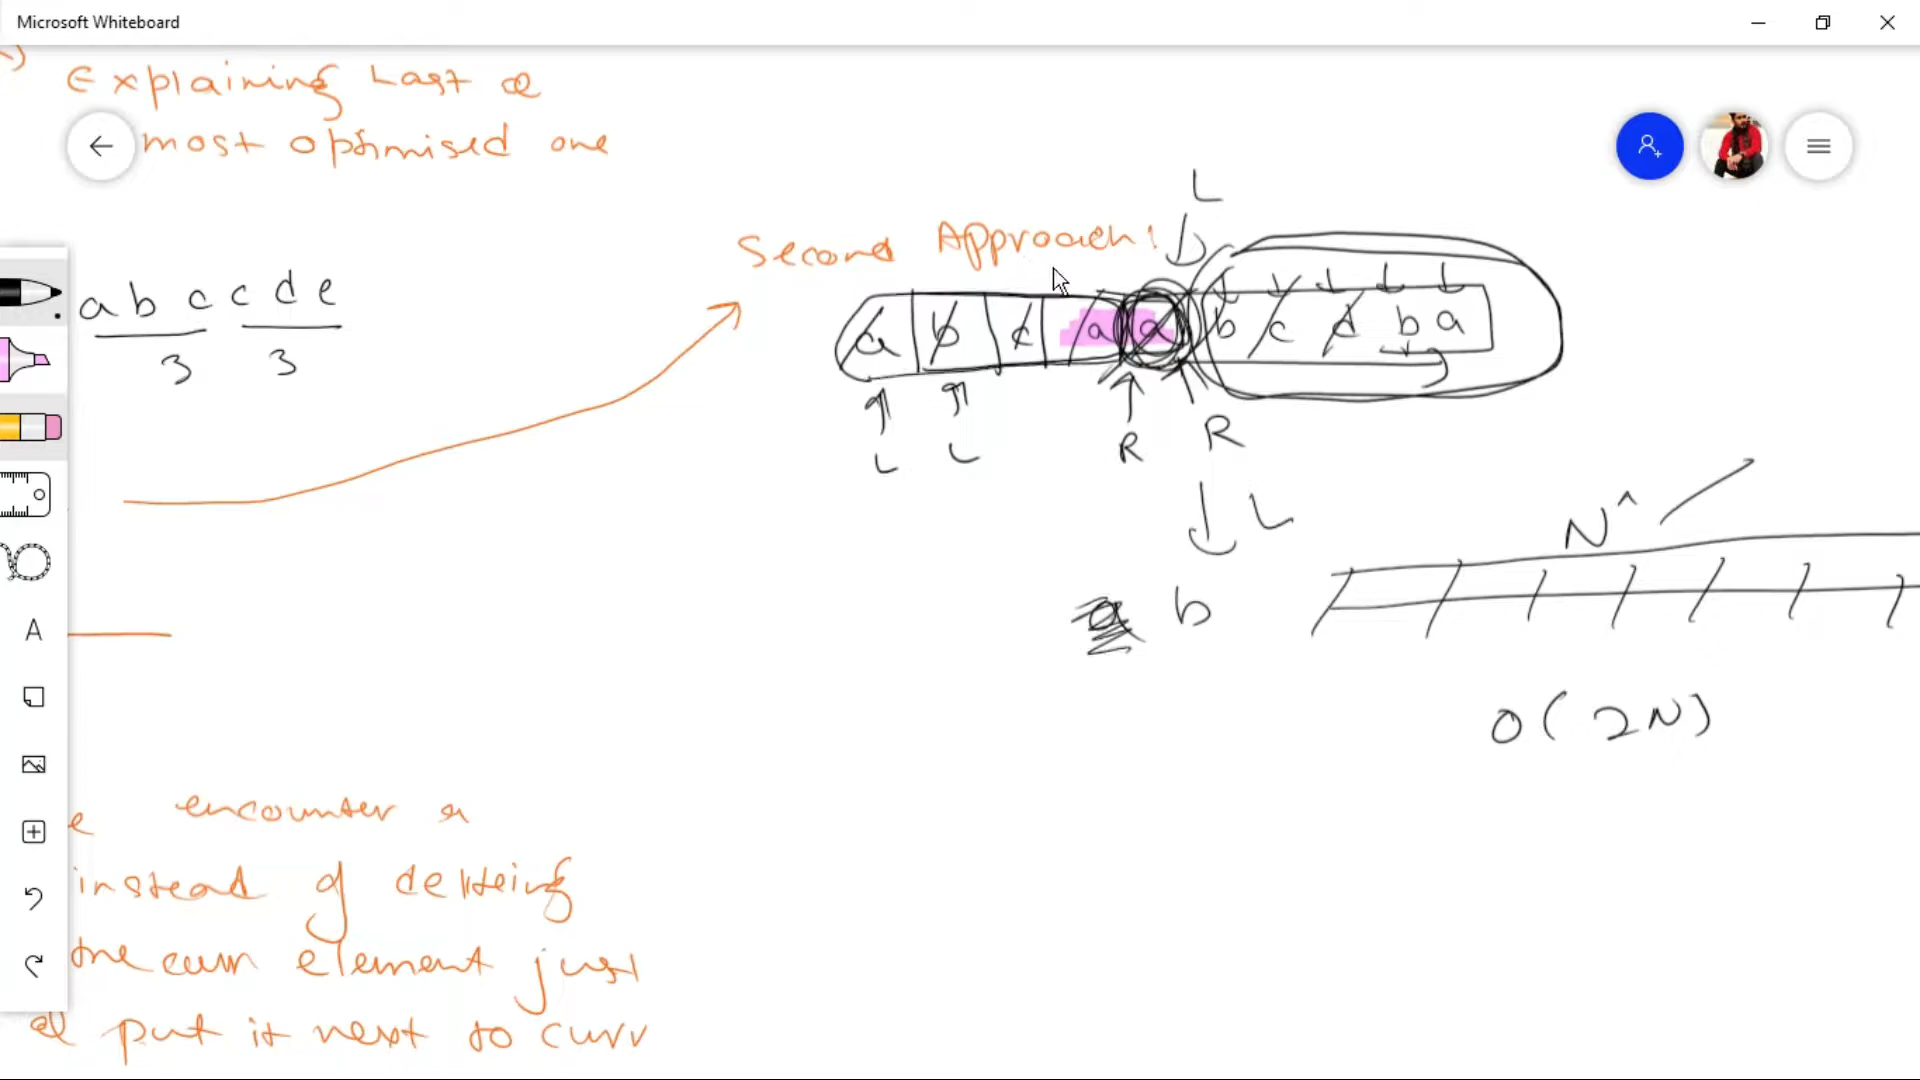 Microsoft Whiteboard
Explaining Last &
most optimised one
a b c c d e
3 3
Second Approach:
L
a b c a a b c d b a
L L R R
L
b
N^
O(2N)
encounter a
instead of deleteing
the curr element just
put it next to curr
A